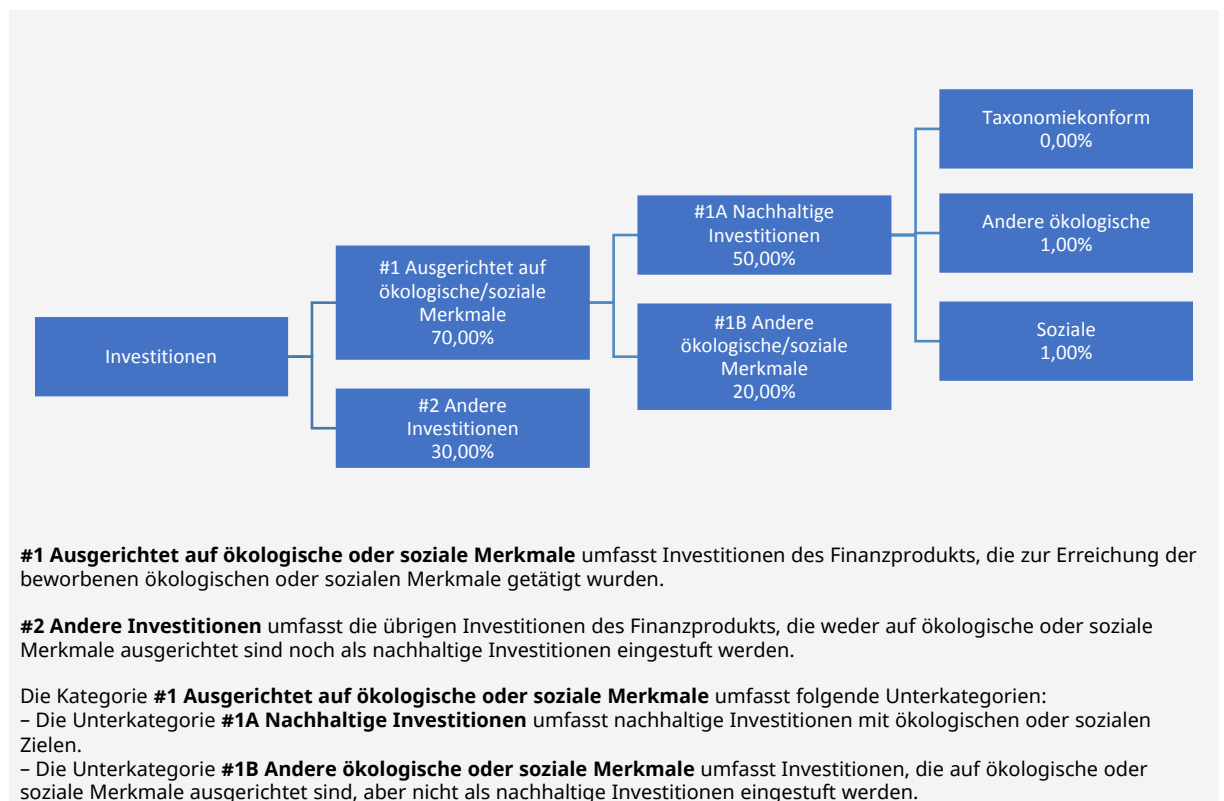 Investitionen
#1 Ausgerichtet auf
ökologische/soziale
Merkmale
70,00%
#2 Andere
Investitionen
30,00%
#1A Nachhaltige
Investitionen
50,00%
#1B Andere
ökologische/soziale
Merkmale
20,00%
Taxonomiekonform
0,00%
Andere ökologische
1,00%
Soziale
1,00%
#1 Ausgerichtet auf ökologische oder soziale Merkmale umfasst Investitionen des Finanzprodukts, die zur Erreichung der
beworbenen ökologischen oder sozialen Merkmale getätigt wurden.
#2 Andere Investitionen umfasst die übrigen Investitionen des Finanzprodukts, die weder auf ökologische oder soziale
Merkmale ausgerichtet sind noch als nachhaltige Investitionen eingestuft werden.
Die Kategorie #1 Ausgerichtet auf ökologische oder soziale Merkmale umfasst folgende Unterkategorien:
– Die Unterkategorie #1A Nachhaltige Investitionen umfasst nachhaltige Investitionen mit ökologischen oder sozialen
Zielen.
– Die Unterkategorie #1B Andere ökologische oder soziale Merkmale umfasst Investitionen, die auf ökologische oder
soziale Merkmale ausgerichtet sind, aber nicht als nachhaltige Investitionen eingestuft werden.